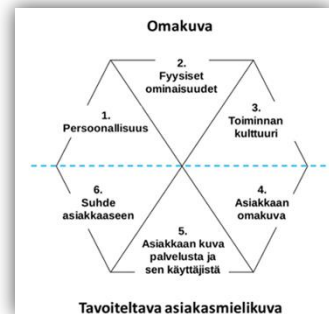 Omakuva
2.
Fyysiset
ominaisuudet
1.
Persoonallisuus
3.
Toiminnan
kulttuuri
6.
Suhde
asiakkaaseen
4.
Asiakkaan
omakuva
5.
Asiakkaan kuva
palvelusta ja
sen käyttäjistä
Tavoiteltava asiakasmielikuva